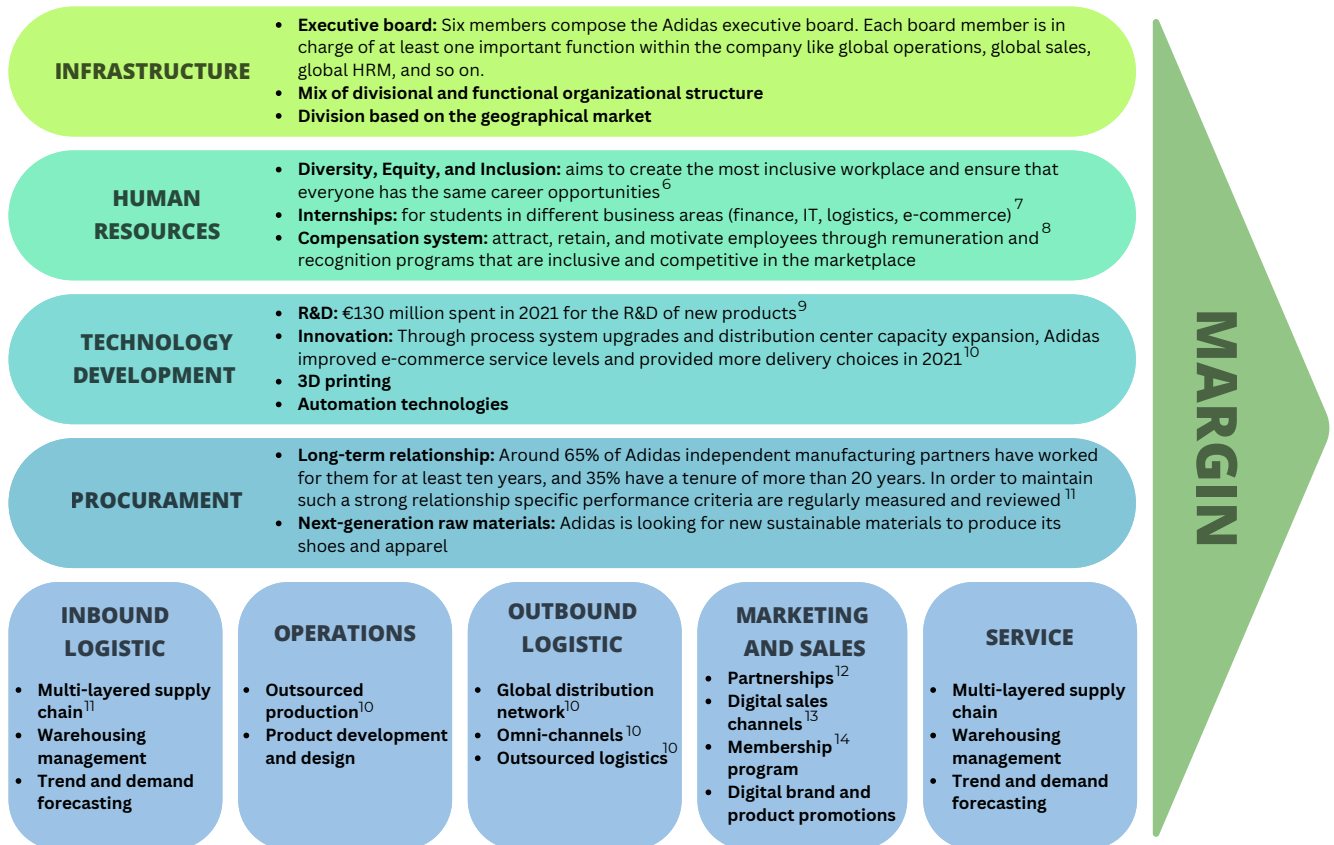 INFRASTRUCTURE
• Executive board: Six members compose the Adidas executive board. Each board member is in
charge of at least one important function within the company like global operations, global sales,
global HRM, and so on.
• Mix of divisional and functional organizational structure
• Division based on the geographical market
HUMAN
RESOURCES
• Diversity, Equity, and Inclusion: aims to create the most inclusive workplace and ensure that
everyone has the same career opportunities 6
• Internships: for students in different business areas (finance, IT, logistics, e-commerce) 7
• Compensation system: attract, retain, and motivate employees through remuneration and 8
recognition programs that are inclusive and competitive in the marketplace
TECHNOLOGY
DEVELOPMENT
• R&D: €130 million spent in 2021 for the R&D of new products 9
• Innovation: Through process system upgrades and distribution center capacity expansion, Adidas
improved e-commerce service levels and provided more delivery choices in 2021 10
• 3D printing
• Automation technologies
PROCURAMENT
• Long-term relationship: Around 65% of Adidas independent manufacturing partners have worked
for them for at least ten years, and 35% have a tenure of more than 20 years. In order to maintain
such a strong relationship specific performance criteria are regularly measured and reviewed 11
• Next-generation raw materials: Adidas is looking for new sustainable materials to produce its
shoes and apparel
INBOUND
LOGISTIC
• Multi-layered supply
chain 11
• Warehousing
management
• Trend and demand
forecasting
OPERATIONS
• Outsourced
production 10
• Product development
and design
OUTBOUND
LOGISTIC
• Global distribution
network 10
• Omni-channels 10
• Outsourced logistics 10
MARKETING
AND SALES
• Partnerships 12
• Digital sales
channels 13
• Membership 14
program
• Digital brand and
product promotions
SERVICE
• Multi-layered supply
chain
• Warehousing
management
• Trend and demand
forecasting
MARGIN